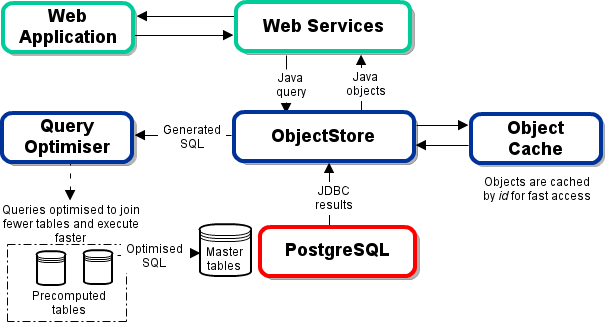 Web
Application
Web Services
Java
query
Java
objects
Query
Optimiser
Generated
SQL
ObjectStore
Object
Cache
Objects are cached
by id for fast access
Queries optimised to join
fewer tables and execute
faster
JDBC
results
Optimised
SQL
Master
tables
PostgreSQL
Precomputed
tables